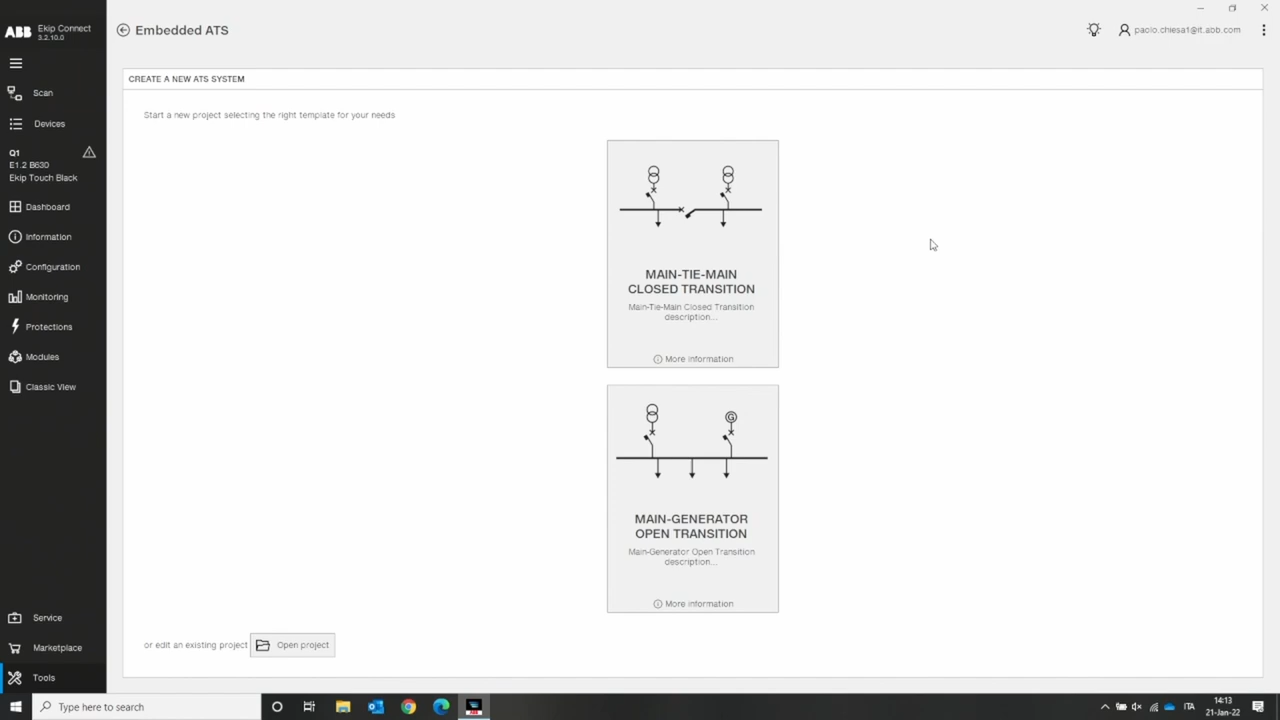 ABB
Ekip Connect
3.2.10.0
Embedded ATS
paolo.chiesa1@it.abb.com
Scan
Devices
Q1
E1.2 B630
Ekip Touch Black
Dashboard
Information
Configuration
Monitoring
Protections
Modules
Classic View
Service
Marketplace
Tools
CREATE A NEW ATS SYSTEM
Start a new project selecting the right template for your needs
MAIN-TIE-MAIN
CLOSED TRANSITION
Main-Tie-Main Closed Transition
description...
More information
G
MAIN-GENERATOR
OPEN TRANSITION
Main-Generator Open Transition
description...
More information
or edit an existing project
Open project
Type here to search
ABB
ITA
14:13
21-Jan-22